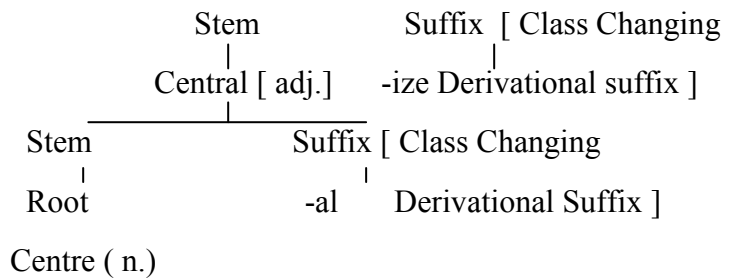 Stem Suffix [ Class Changing
Central [ adj.] -ize Derivational suffix ]
Stem Suffix [ Class Changing
Root -al Derivational Suffix ]
Centre ( n.)